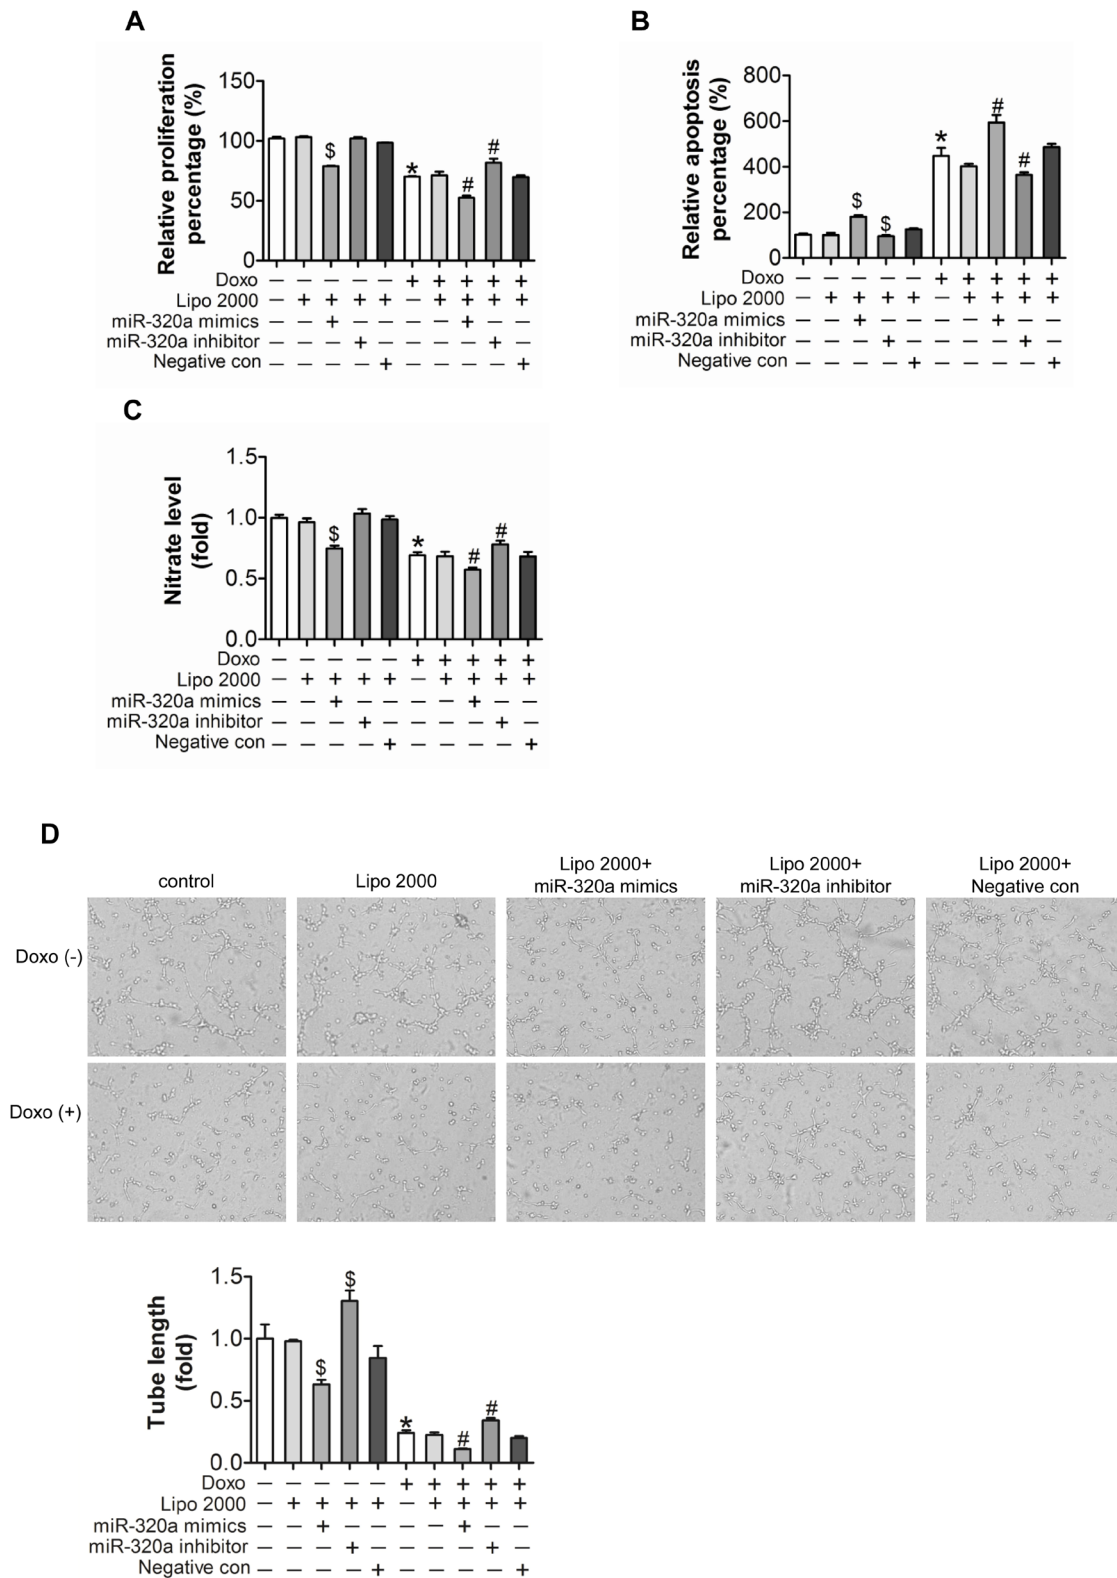 A
Relative proliferation
percentage (%)
150
100
50
0
$
*
#
#
Doxo – – – – – + + + + +
Lipo 2000 – + + + + – + + + +
miR-320a mimics – – + – – – – + – –
miR-320a inhibitor – – – + – – – – + –
Negative con – – – – + – – – – +
B
Relative apoptosis
percentage (%)
800
600
400
200
0
$
$
*
#
#
Doxo – – – – – + + + + +
Lipo 2000 – + + + + – + + + +
miR-320a mimics – – + – – – – + – –
miR-320a inhibitor – – – + – – – – + –
Negative con – – – – + – – – – +
C
Nitrate level
(fold)
1.5
1.0
0.5
0.0
$
*
#
#
Doxo – – – – – + + + + +
Lipo 2000 – + + + + – + + + +
miR-320a mimics – – + – – – – + – –
miR-320a inhibitor – – – + – – – – + –
Negative con – – – – + – – – – +
D
control
Lipo 2000
Lipo 2000+
miR-320a mimics
Lipo 2000+
miR-320a inhibitor
Lipo 2000+
Negative con
Doxo (-)
Doxo (+)
Tube length
(fold)
1.5
1.0
0.5
0.0
$
$
*
#
#
Doxo – – – – – + + + + +
Lipo 2000 – + + + + – + + + +
miR-320a mimics – – + – – – – + – –
miR-320a inhibitor – – – + – – – – + –
Negative con – – – – + – – – – +